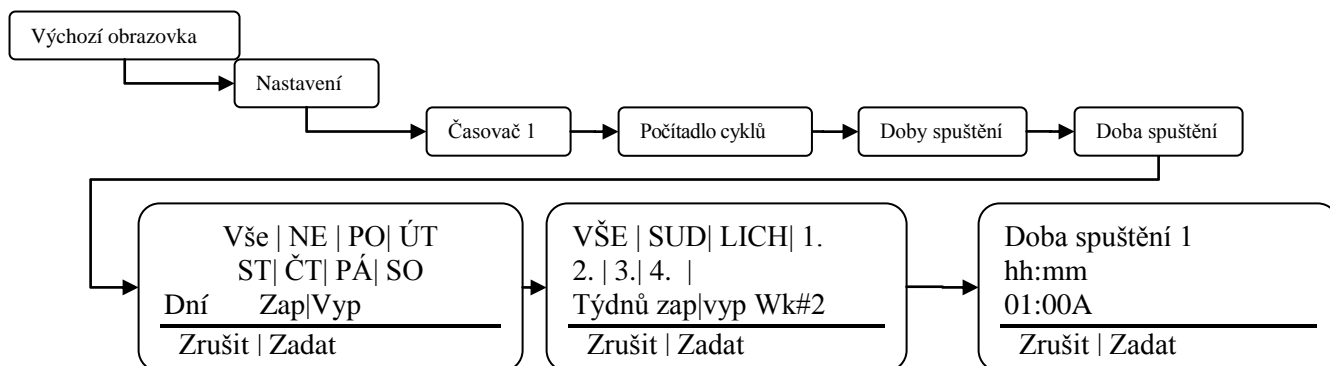 Výchozí obrazovka
Nastavení
Časovač 1
Počítadlo cyklů
Doby spuštění
Doba spuštění
Vše | NE | PO| ÚT
ST| ČT| PÁ| SO
Dní Zap|Vyp
Zrušit | Zadat
VŠE | SUD| LICH| 1.
2. | 3.| 4. |
Týdnů zap|vyp Wk#2
Zrušit | Zadat
Doba spuštění 1
hh:mm
01:00A
Zrušit | Zadat